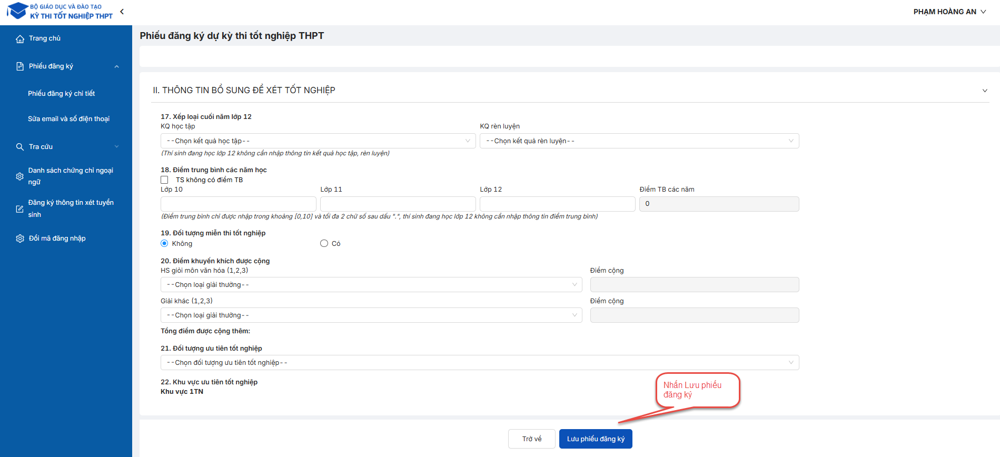 BỘ GIÁO DỤC VÀ ĐÀO TẠO
KỲ THI TỐT NGHIỆP THPT
PHẠM HOÀNG AN
Trang chủ
Phiếu đăng ký
Phiếu đăng ký chi tiết
Sửa email và số điện thoại
Tra cứu
Danh sách chứng chỉ ngoại
ngữ
Đăng ký thông tin xét tuyển
sinh
Đổi mã đăng nhập
Phiếu đăng ký dự kỳ thi tốt nghiệp THPT
II. THÔNG TIN BỔ SUNG ĐỂ XÉT TỐT NGHIỆP
17. Xếp loại cuối năm lớp 12
KQ học tập KQ rèn luyện
--Chọn kết quả học tập-- --Chọn kết quả rèn luyện--
(Thí sinh đang học lớp 12 không cần nhập thông tin kết quả học tập, rèn luyện)
18. Điểm trung bình các năm học
TS không có điểm TB
Lớp 10 Lớp 11 Lớp 12 Điểm TB các năm
0
(Điểm trung bình chỉ được nhập trong khoảng [0,10] và tối đa 2 chữ số sau dấu ".", thí sinh đang học lớp 12 không cần nhập thông tin điểm trung bình)
19. Đối tượng miễn thi tốt nghiệp
Không Có
20. Điểm khuyến khích được cộng
HS giỏi môn văn hóa (1,2,3) Điểm cộng
--Chọn loại giải thưởng--
Giải khác (1,2,3) Điểm cộng
--Chọn loại giải thưởng--
Tổng điểm được cộng thêm:
21. Đối tượng ưu tiên tốt nghiệp
--Chọn đối tượng ưu tiên tốt nghiệp--
22. Khu vực ưu tiên tốt nghiệp
Khu vực 1TN
Nhấn Lưu phiếu
đăng ký
Trở về Lưu phiếu đăng ký